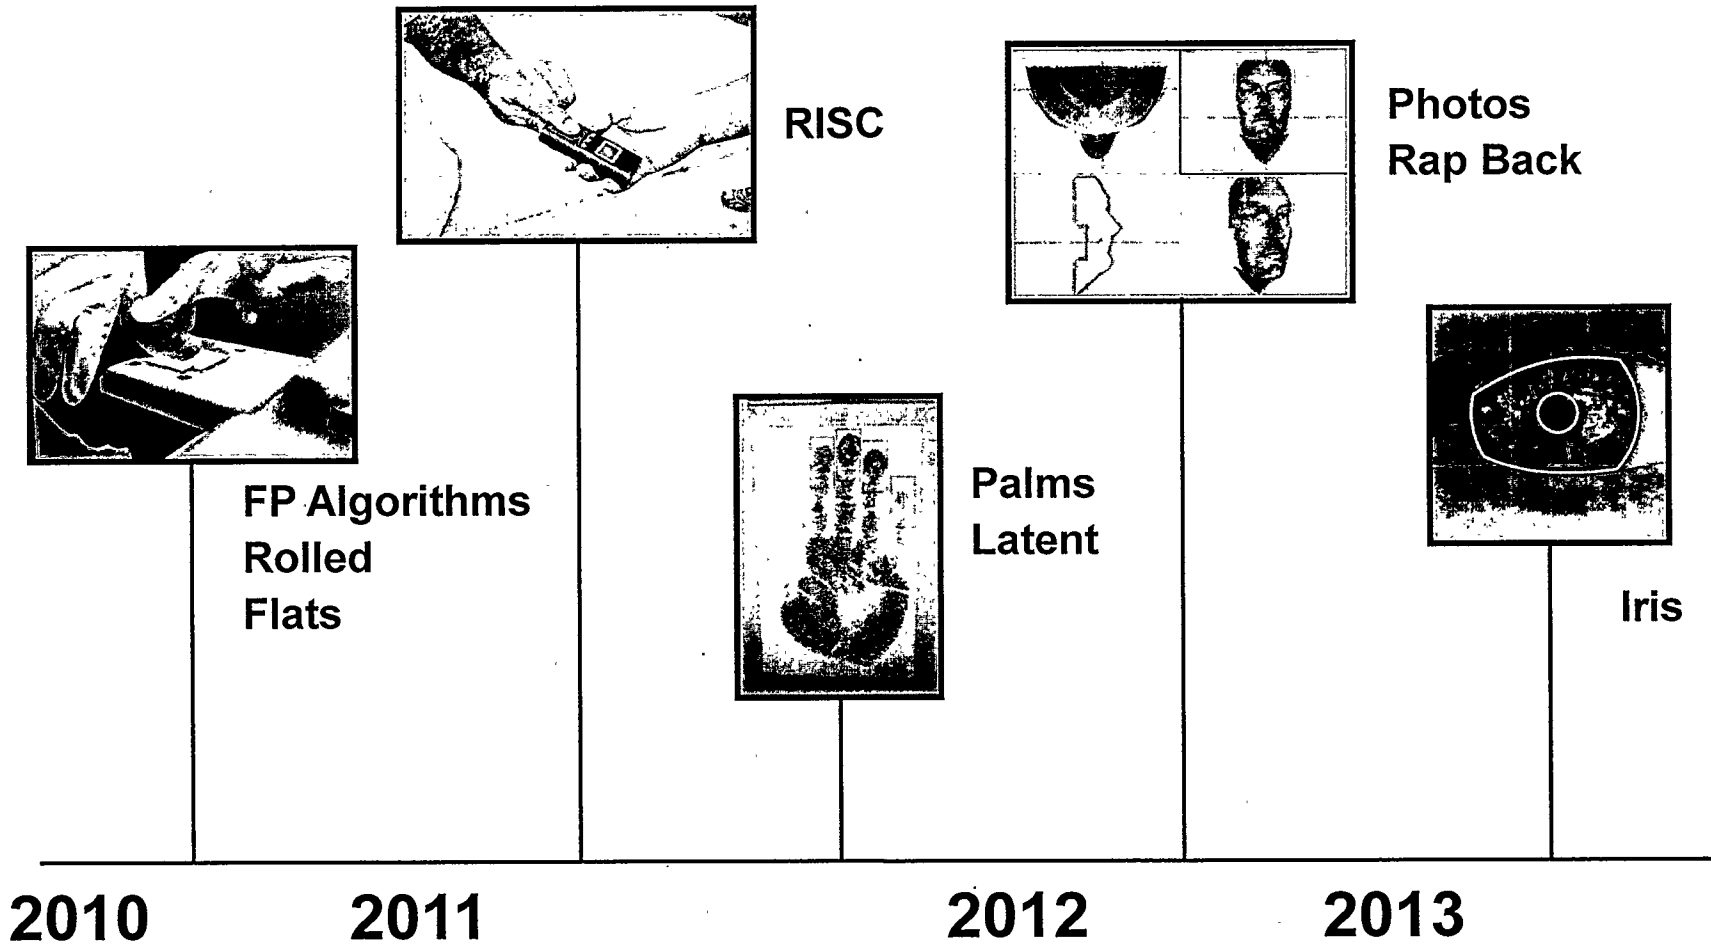 RISC
Photos
Rap Back
FP Algorithms
Rolled
Flats
Palms
Latent
Iris
2010 2011 2012 2013